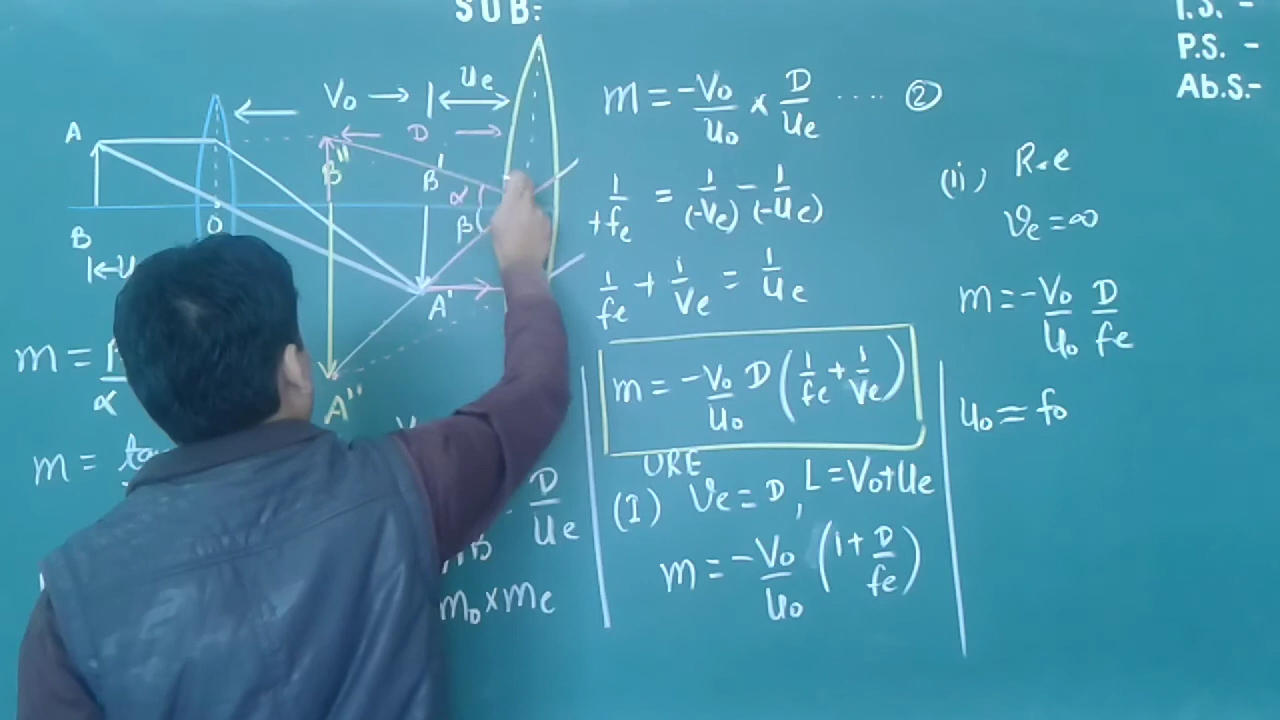 SUB:
T.S. -
P.S. -
Ab.S:-
V₀ uₑ
D
A
B" B'
α
β
B O
A'
A"
m =
α
m =
D
uₑ
m₀ × mₑ
m = -V₀/u₀ × D/uₑ .... ②
1/+fₑ = 1/(-Vₑ) - 1/(-uₑ)
1/fₑ + 1/Vₑ = 1/uₑ
m = -V₀/u₀ D (1/fₑ + 1/Vₑ)
URE
(I) Vₑ = D, L = V₀ + uₑ
m = -V₀/u₀ (1 + D/fₑ)
(ii) R.e
vₑ = ∞
m = -V₀/u₀ D/fₑ
u₀ ≈ f₀